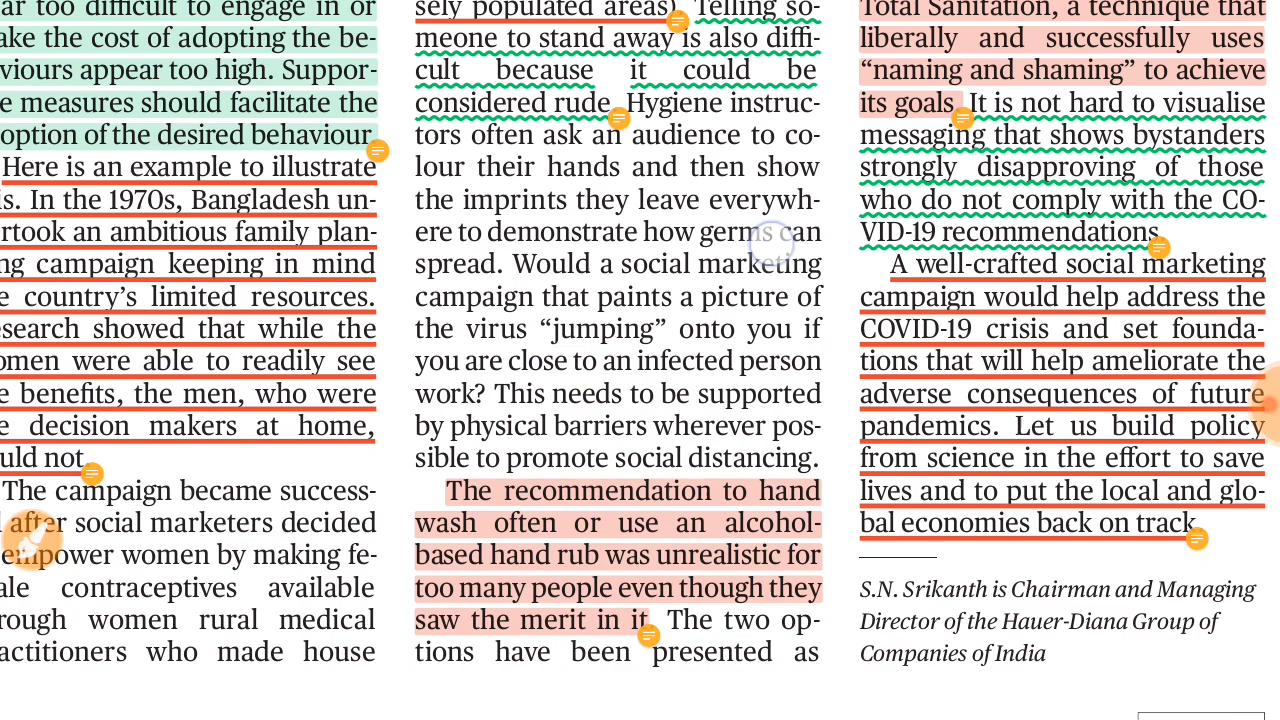 ar too difficult to engage in or
ake the cost of adopting the be-
viours appear too high. Suppor-
e measures should facilitate the
option of the desired behaviour.
Here is an example to illustrate
is. In the 1970s, Bangladesh un-
rtook an ambitious family plan-
ng campaign keeping in mind
e country's limited resources.
esearch showed that while the
omen were able to readily see
e benefits, the men, who were
e decision makers at home,
uld not.
The campaign became success-
l after social marketers decided
empower women by making fe-
ale contraceptives available
rough women rural medical
actitioners who made house
sely populated areas). Telling so-
meone to stand away is also diffi-
cult because it could be
considered rude. Hygiene instruc-
tors often ask an audience to co-
lour their hands and then show
the imprints they leave everywh-
ere to demonstrate how germs can
spread. Would a social marketing
campaign that paints a picture of
the virus “jumping” onto you if
you are close to an infected person
work? This needs to be supported
by physical barriers wherever pos-
sible to promote social distancing.
The recommendation to hand
wash often or use an alcohol-
based hand rub was unrealistic for
too many people even though they
saw the merit in it. The two op-
tions have been presented as
Total Sanitation, a technique that
liberally and successfully uses
“naming and shaming” to achieve
its goals. It is not hard to visualise
messaging that shows bystanders
strongly disapproving of those
who do not comply with the CO-
VID-19 recommendations.
A well-crafted social marketing
campaign would help address the
COVID-19 crisis and set founda-
tions that will help ameliorate the
adverse consequences of future
pandemics. Let us build policy
from science in the effort to save
lives and to put the local and glo-
bal economies back on track.
S.N. Srikanth is Chairman and Managing
Director of the Hauer-Diana Group of
Companies of India